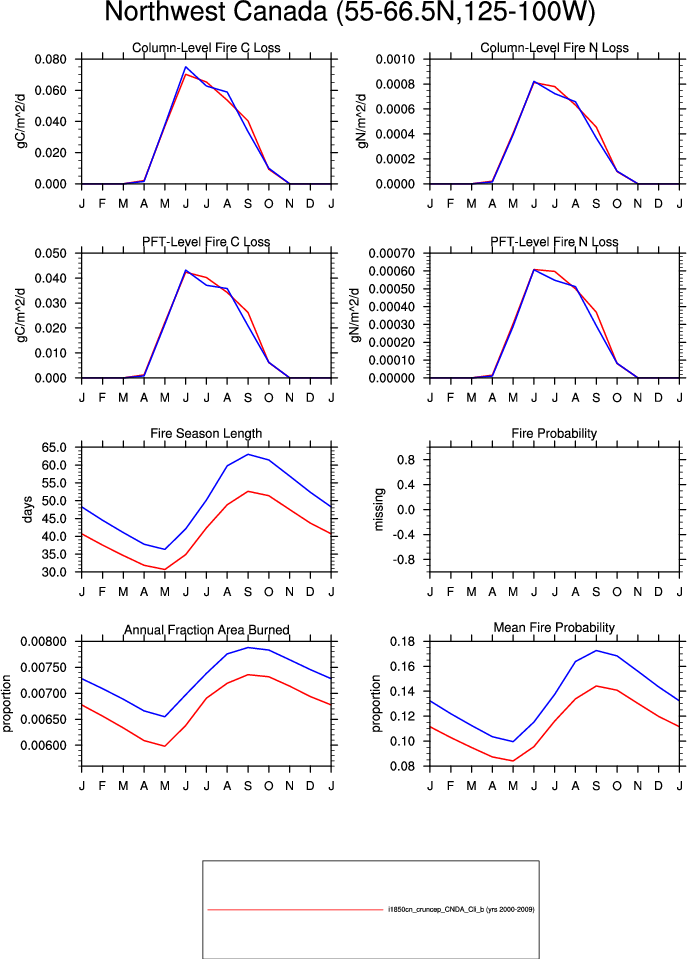 Northwest Canada (55-66.5N,125-100W)
Column-Level Fire C Loss
gC/m^2/d
0.080
0.060
0.040
0.020
0.000
J F M A M J J A S O N D J
Column-Level Fire N Loss
gN/m^2/d
0.0010
0.0008
0.0006
0.0004
0.0002
0.0000
J F M A M J J A S O N D J
PFT-Level Fire C Loss
gC/m^2/d
0.050
0.040
0.030
0.020
0.010
0.000
J F M A M J J A S O N D J
PFT-Level Fire N Loss
gN/m^2/d
0.00070
0.00060
0.00050
0.00040
0.00030
0.00020
0.00010
0.00000
J F M A M J J A S O N D J
Fire Season Length
days
65.0
60.0
55.0
50.0
45.0
40.0
35.0
30.0
J F M A M J J A S O N D J
Fire Probability
missing
0.8
0.4
0.0
-0.4
-0.8
J F M A M J J A S O N D J
Annual Fraction Area Burned
proportion
0.00800
0.00750
0.00700
0.00650
0.00600
J F M A M J J A S O N D J
Mean Fire Probability
proportion
0.18
0.16
0.14
0.12
0.10
0.08
J F M A M J J A S O N D J
i1850cn_cruncep_CNDA_Cli_b (yrs 2000-2009)